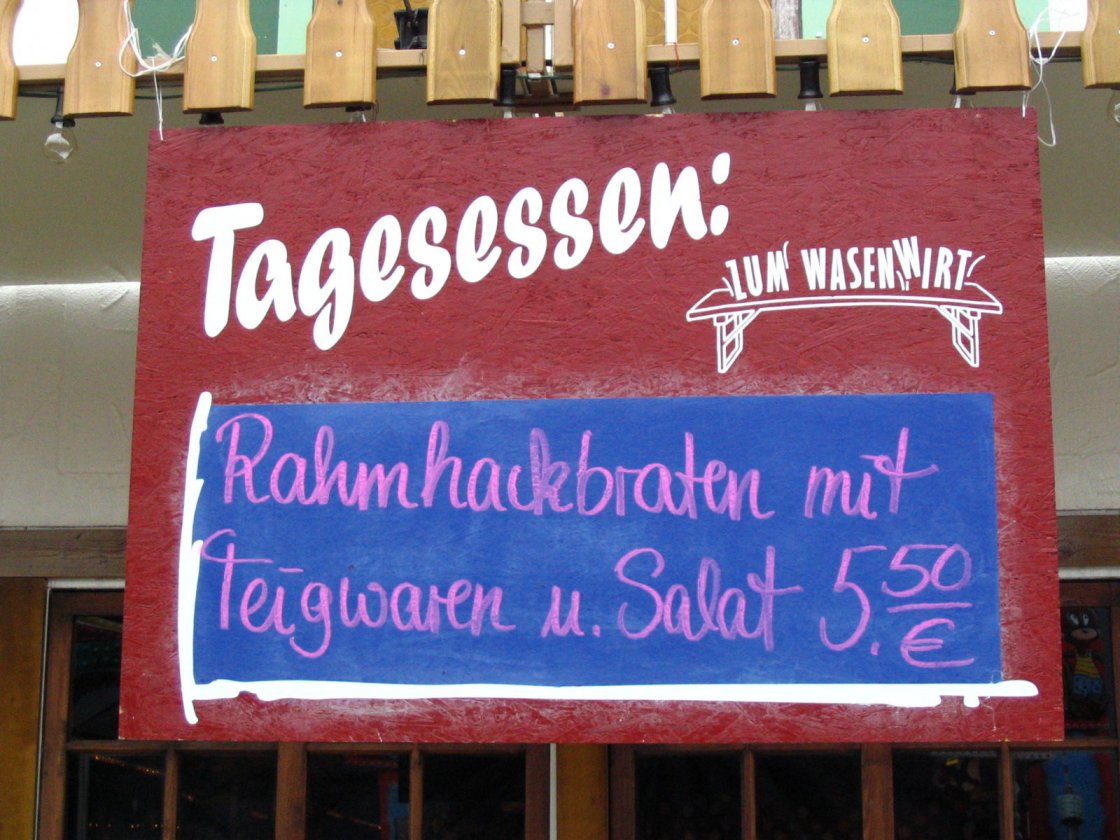 Tagesessen:
ZUM WASENWIRT
Rahmhackbraten mit
Teigwaren u. Salat 5.50 €